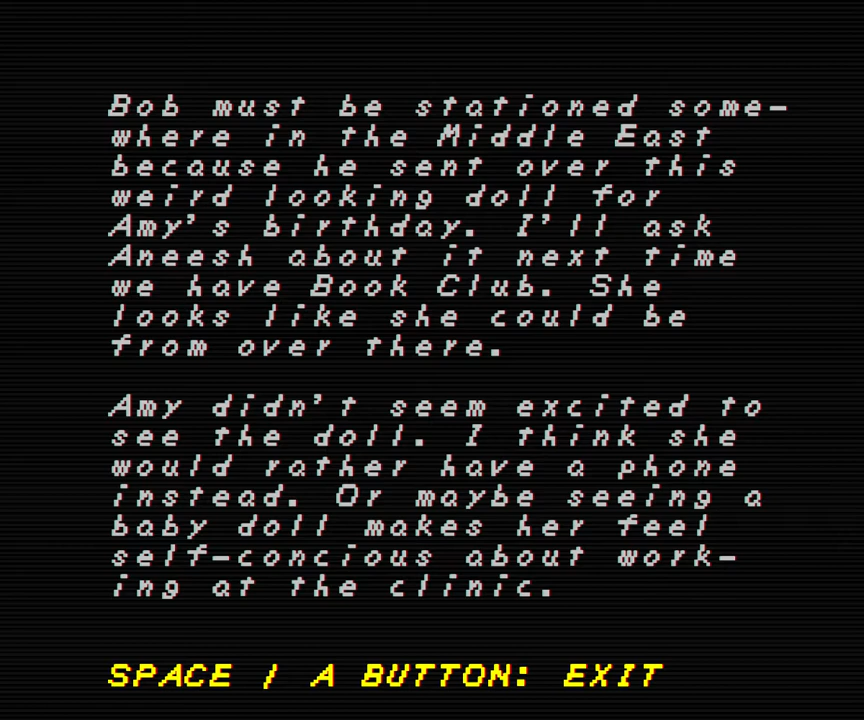 Bob must be stationed some-
where in the Middle East
because he sent over this
weird looking doll for
Amy's birthday. I'll ask
Aneesh about it next time
we have Book Club. She
looks like she could be
from over there.
Amy didn't seem excited to
see the doll. I think she
would rather have a phone
instead. Or maybe seeing a
baby doll makes her feel
self-concious about work-
ing at the clinic.
SPACE / A BUTTON: EXIT